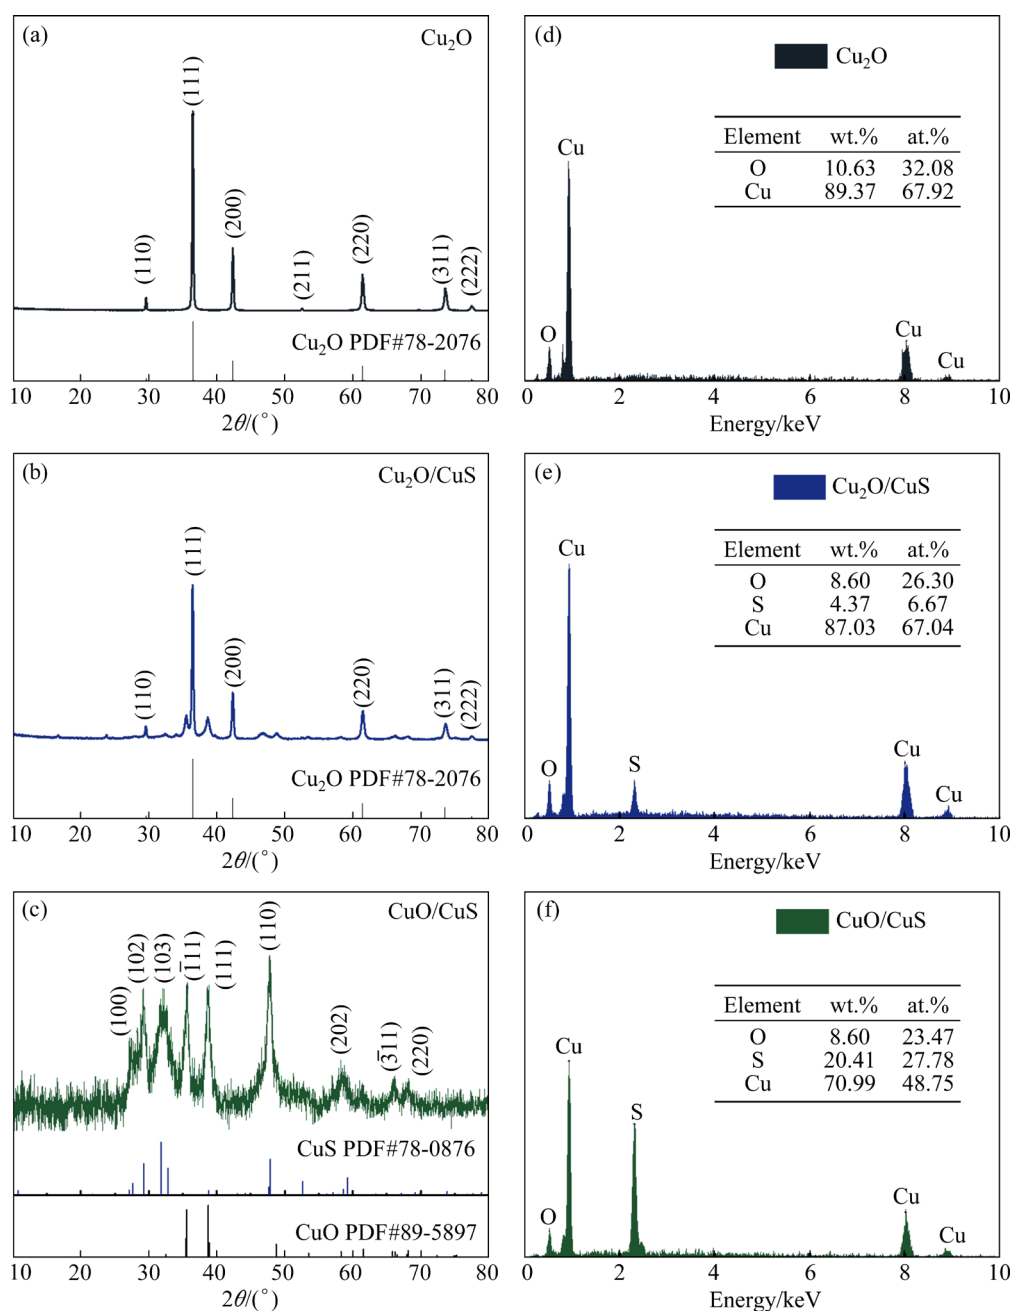 (a)
Cu₂O
(110)
(111)
(200)
(211)
(220)
(311)
(222)
Cu₂O PDF#78-2076
10 20 30 40 50 60 70 80
2θ/(°)
(d)
Cu₂O
Element wt.% at.%
O 10.63 32.08
Cu 89.37 67.92
Cu
O
Cu
Cu
0 2 4 6 8 10
Energy/keV
(b)
Cu₂O/CuS
(110)
(111)
(200)
(220)
(311)
(222)
Cu₂O PDF#78-2076
10 20 30 40 50 60 70 80
2θ/(°)
(e)
Cu₂O/CuS
Element wt.% at.%
O 8.60 26.30
S 4.37 6.67
Cu 87.03 67.04
Cu
O
S
Cu
Cu
0 2 4 6 8 10
Energy/keV
(c)
CuO/CuS
(100)
(102)
(103)
(1̄11)
(111)
(110)
(202)
(3̄11)
(220)
CuS PDF#78-0876
CuO PDF#89-5897
10 20 30 40 50 60 70 80
2θ/(°)
(f)
CuO/CuS
Element wt.% at.%
O 8.60 23.47
S 20.41 27.78
Cu 70.99 48.75
Cu
S
O
Cu
Cu
0 2 4 6 8 10
Energy/keV